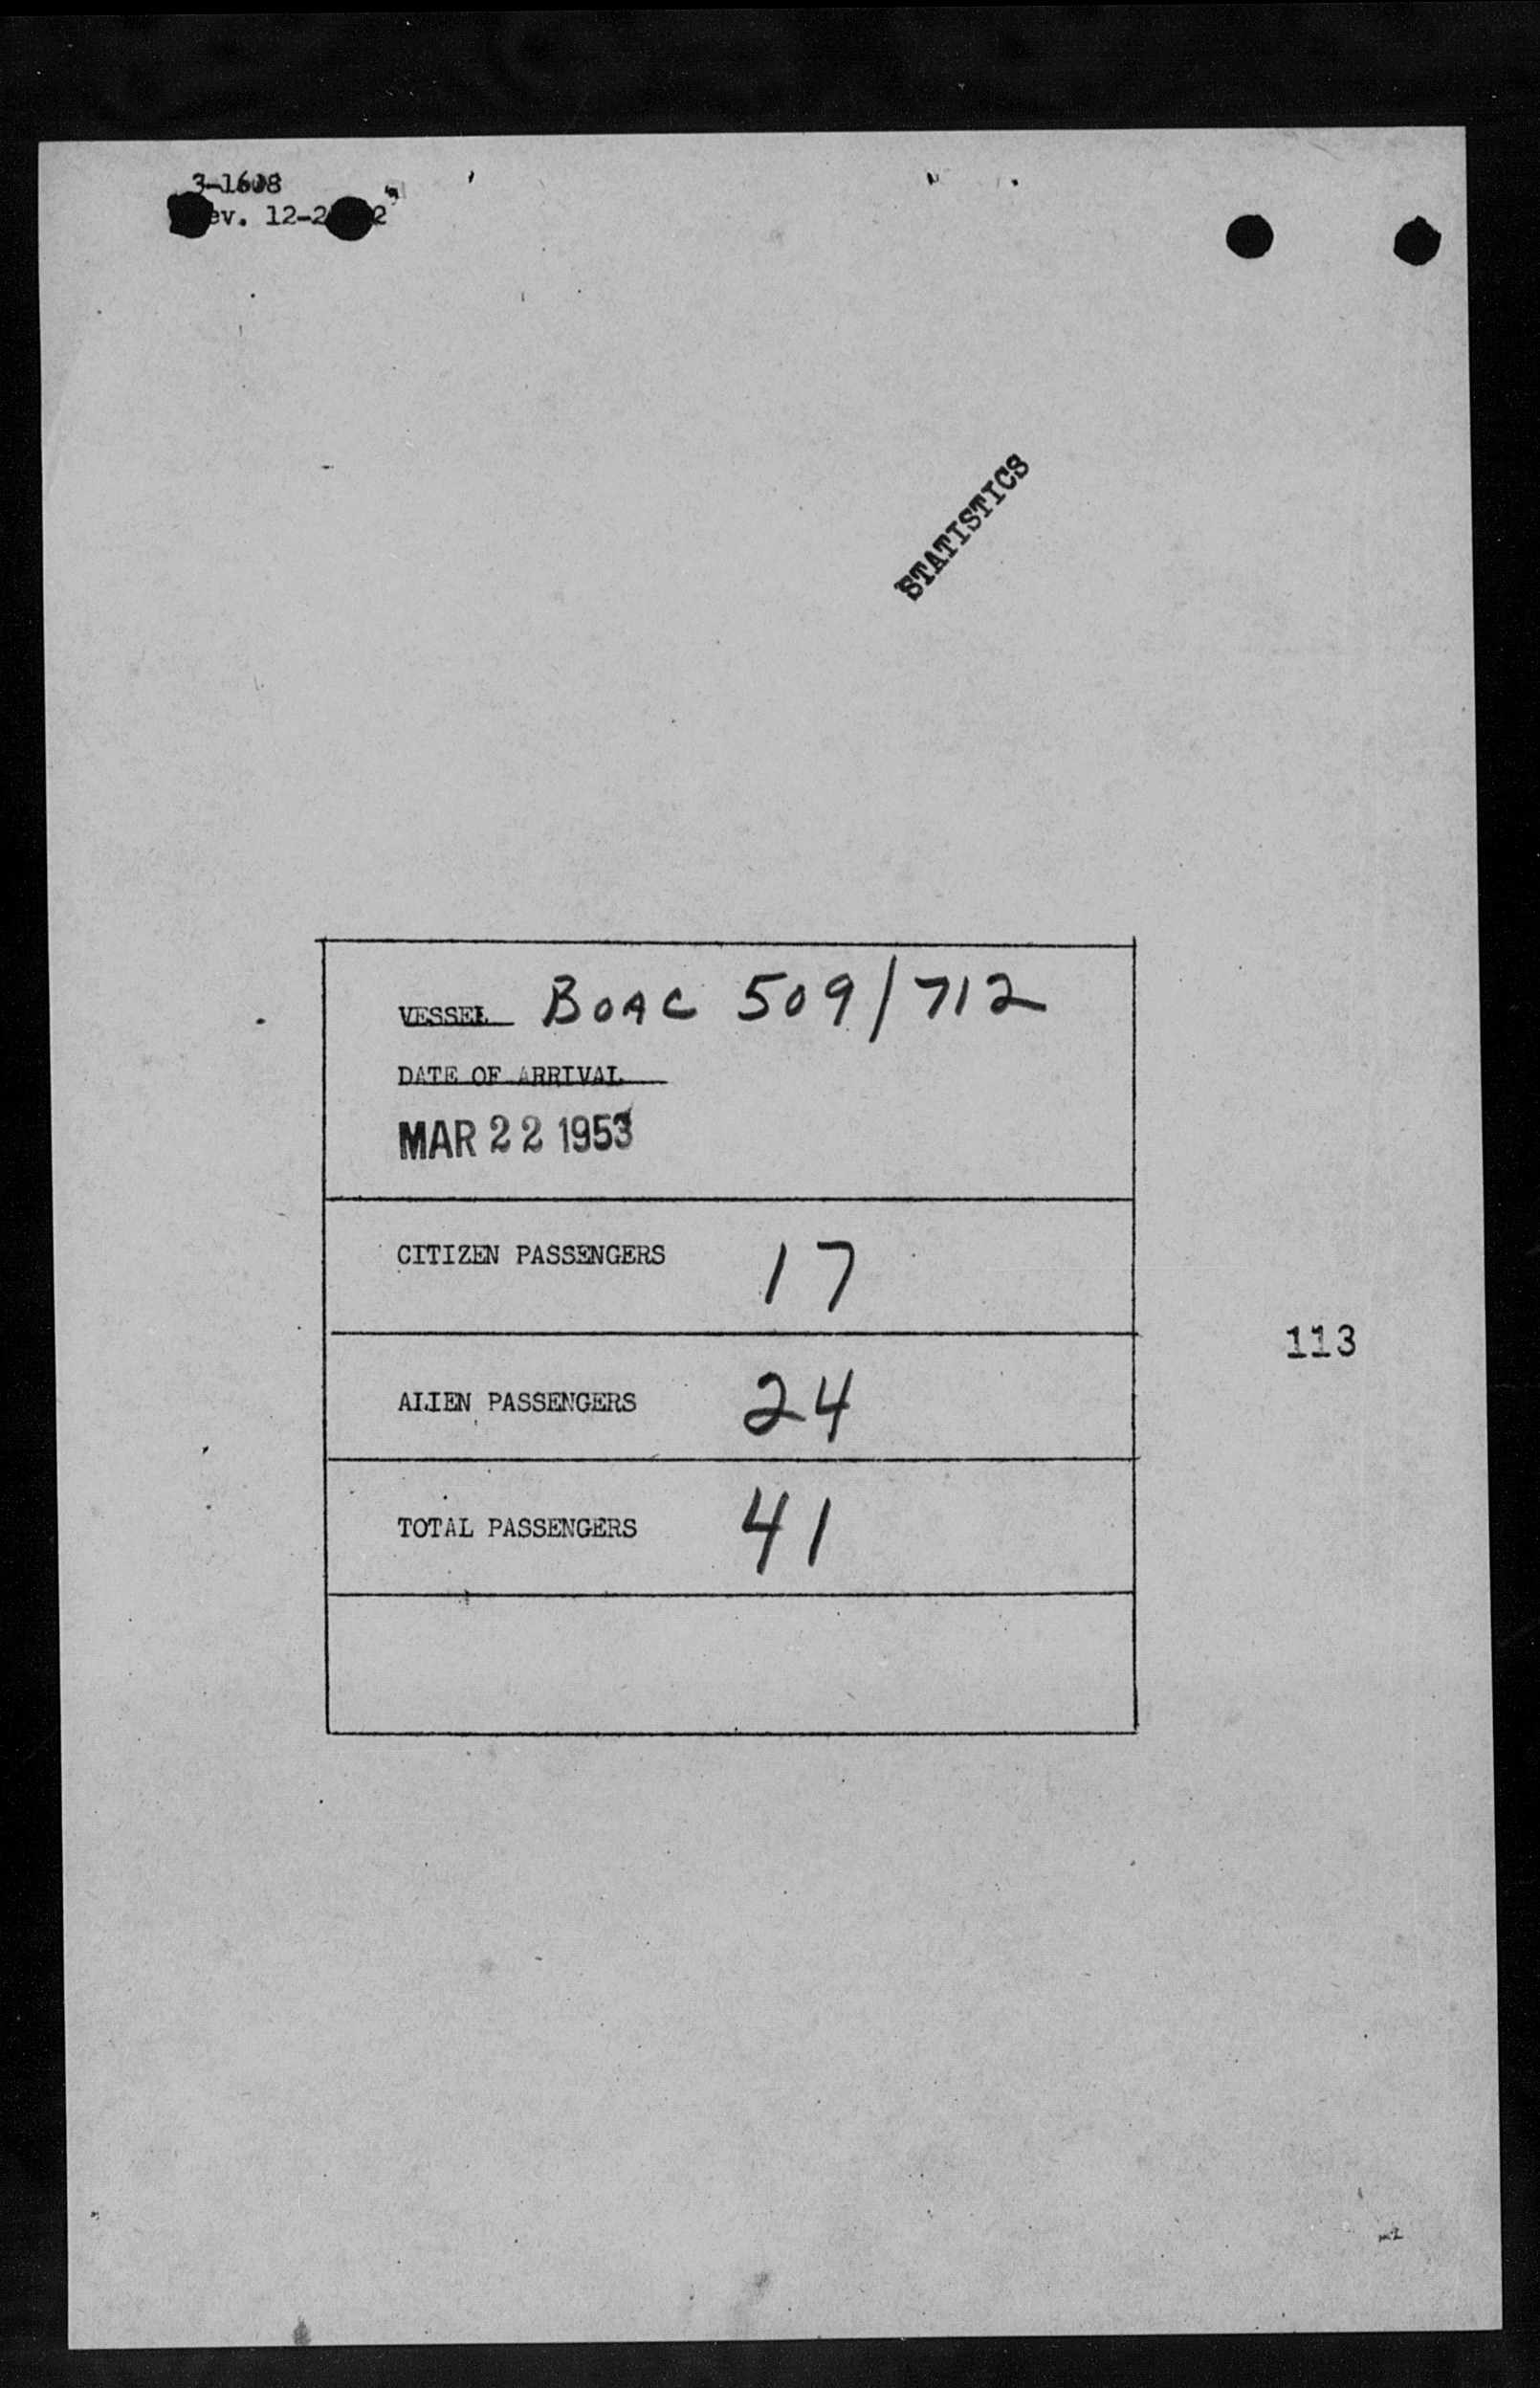 3-1608
ev. 12-2 2
STATISTICS
VESSEL BOAC 509/712
DATE OF ARRIVAL
MAR 22 1953
CITIZEN PASSENGERS 17
113
ALIEN PASSENGERS 24
TOTAL PASSENGERS 41